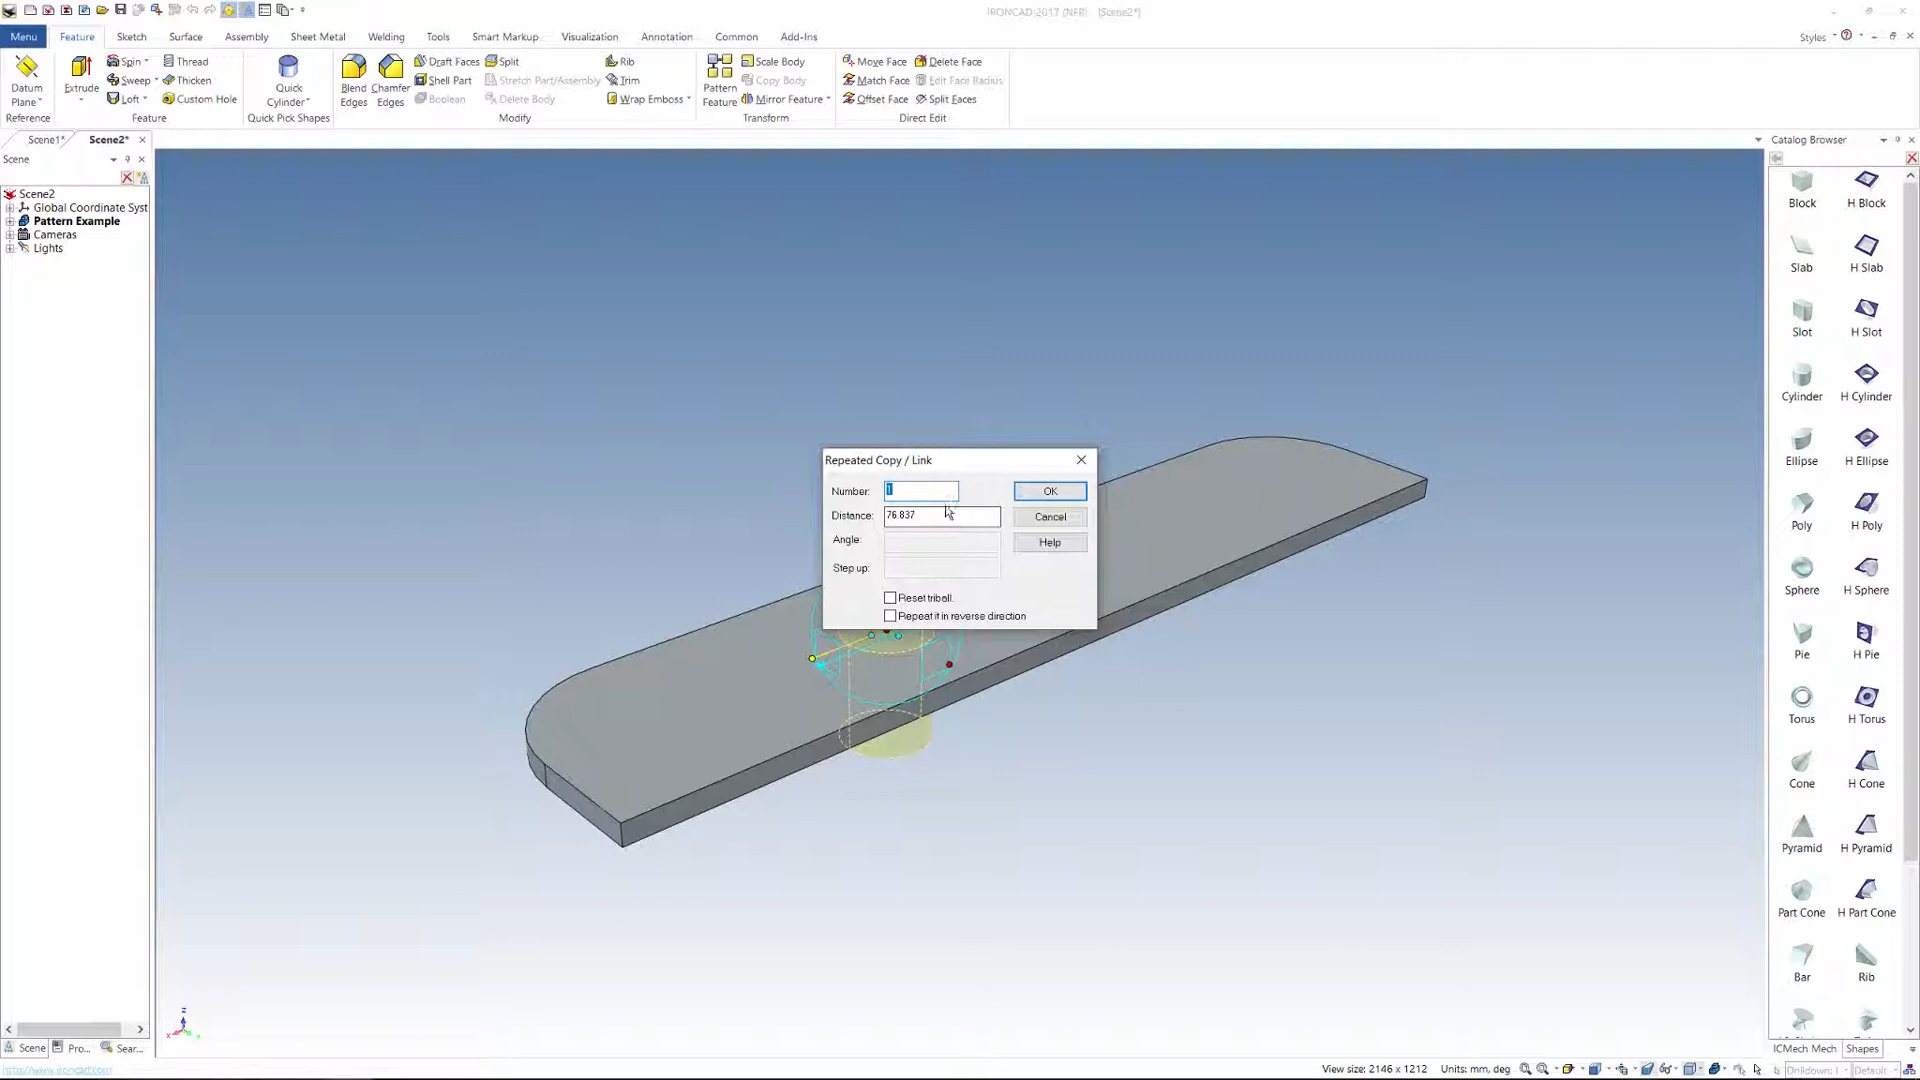 IRONCAD 2017 (NFR) [Scene2*]
Menu Feature Sketch Surface Assembly Sheet Metal Welding Tools Smart Markup Visualization Annotation Common Add-Ins Styles
Spin Thread Draft Faces Split Rib Scale Body Move Face Delete Face
Sweep Thicken Shell Part Stretch Part/Assembly Trim Copy Body Match Face Edit Face Radius
Datum Plane Extrude Quick Cylinder Blend Edges Chamfer Edges Pattern Feature
Loft Custom Hole Boolean Delete Body Wrap Emboss Mirror Feature Offset Face Split Faces
Reference Feature Quick Pick Shapes Modify Transform Direct Edit
Scene1* Scene2* Catalog Browser
Scene
Scene2
Global Coordinate Syst
Pattern Example
Cameras
Lights
Repeated Copy / Link
Number: 1 OK
Distance: 76.837 Cancel
Angle: Help
Step up:
Reset triball.
Repeat it in reverse direction
Block H Block
Slab H Slab
Slot H Slot
Cylinder H Cylinder
Ellipse H Ellipse
Poly H Poly
Sphere H Sphere
Pie H Pie
Torus H Torus
Cone H Cone
Pyramid H Pyramid
Part Cone H Part Cone
Bar Rib
Z
Scene Pro... Sear... ICMech Mech Shapes
http://www.ironcad.com View size: 2146 x 1212 Units: mm, deg Drilldown: 1 Default